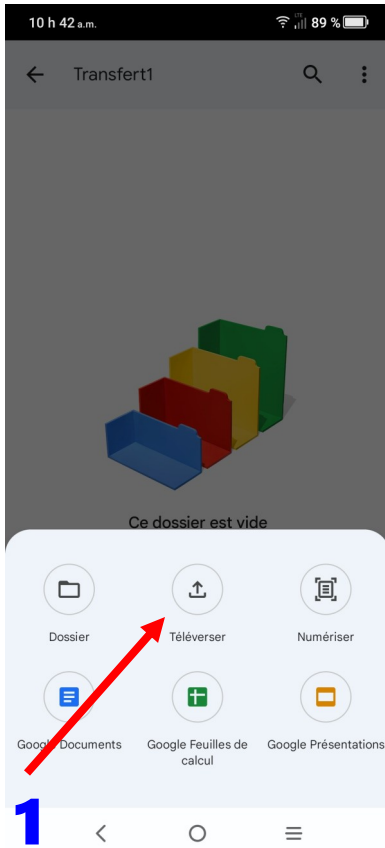 10 h 42 a.m.
LTE 89 %
Transfert1
Ce dossier est vide
Dossier
Téléverser
Numériser
Google Documents
Google Feuilles de
calcul
Google Présentations
1